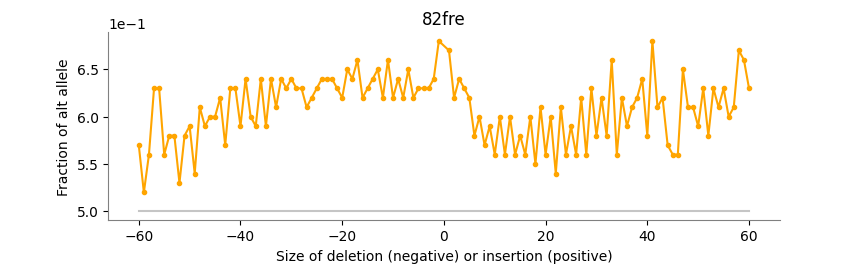 82fre
1e−1
6.5
6.0
5.5
5.0
Fraction of alt allele
−60 −40 −20 0 20 40 60
Size of deletion (negative) or insertion (positive)